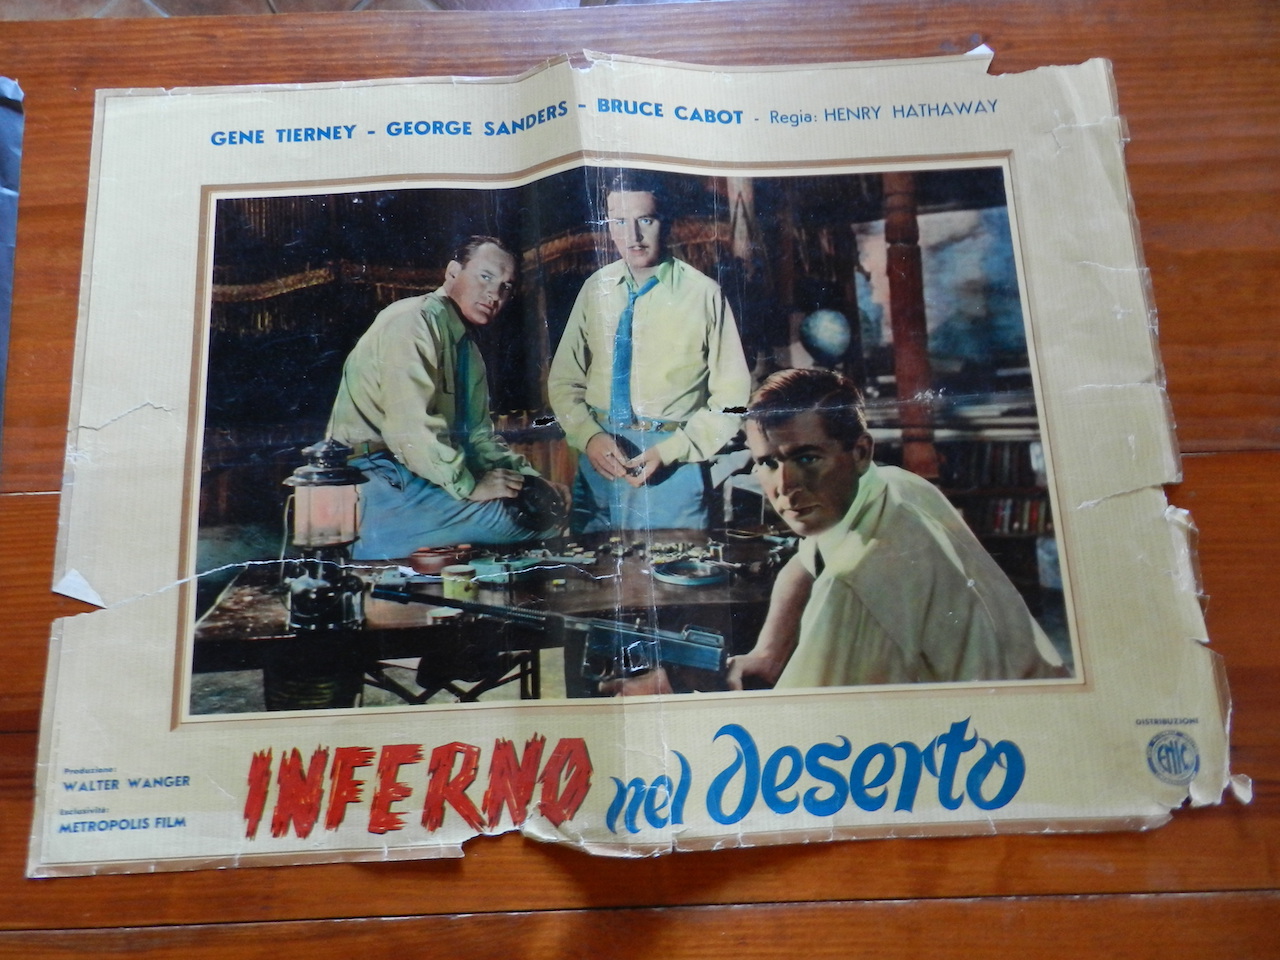 GENE TIERNEY - GEORGE SANDERS - BRUCE CABOT - Regia: HENRY HATHAWAY
Produzione:
WALTER WANGER
Esclusività:
METROPOLIS FILM
INFERNO nel deserto
DISTRIBUZIONE
ENIC